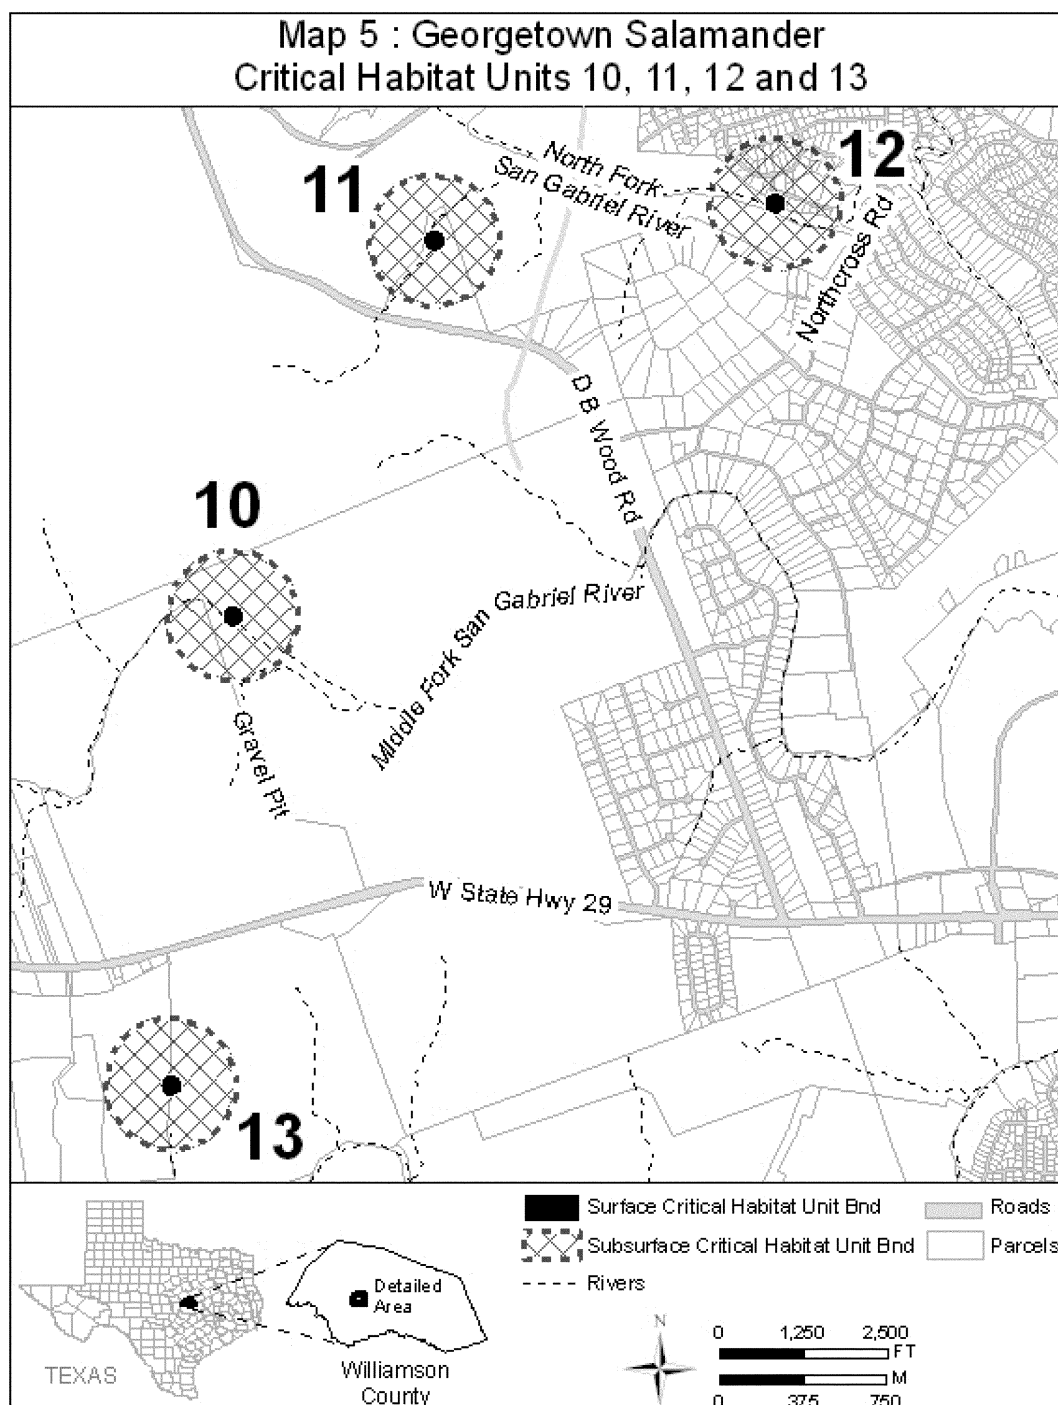 Map 5 : Georgetown Salamander
Critical Habitat Units 10, 11, 12 and 13
12
11
North Fork
San Gabriel River
Northcross Rd
D B Wood Rd
10
Middle Fork San Gabriel River
Gravel Pit
W State Hwy 29
13
Surface Critical Habitat Unit Bnd
Roads
Subsurface Critical Habitat Unit Bnd
Parcels
Rivers
Detailed
Area
TEXAS
Williamson
County
N
0 1,250 2,500
FT
M
0 375 750